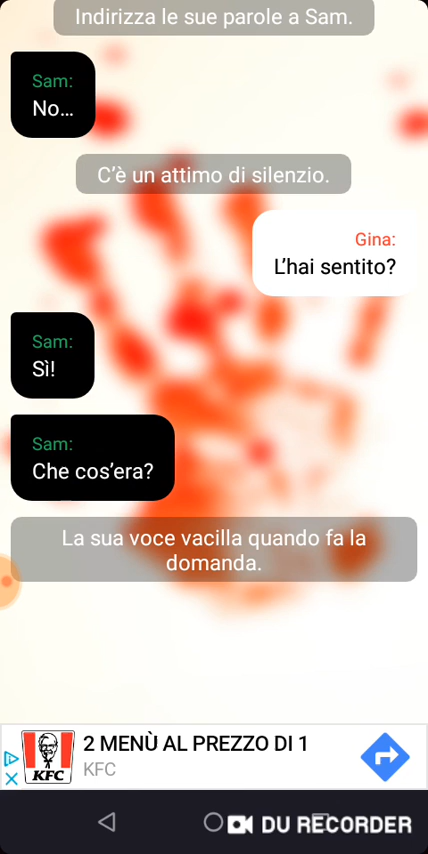 Indirizza le sue parole a Sam.
Sam:
No...
C'è un attimo di silenzio.
Gina:
L'hai sentito?
Sam:
Sì!
Sam:
Che cos'era?
La sua voce vacilla quando fa la
domanda.
2 MENÙ AL PREZZO DI 1
KFC
KFC
DU RECORDER